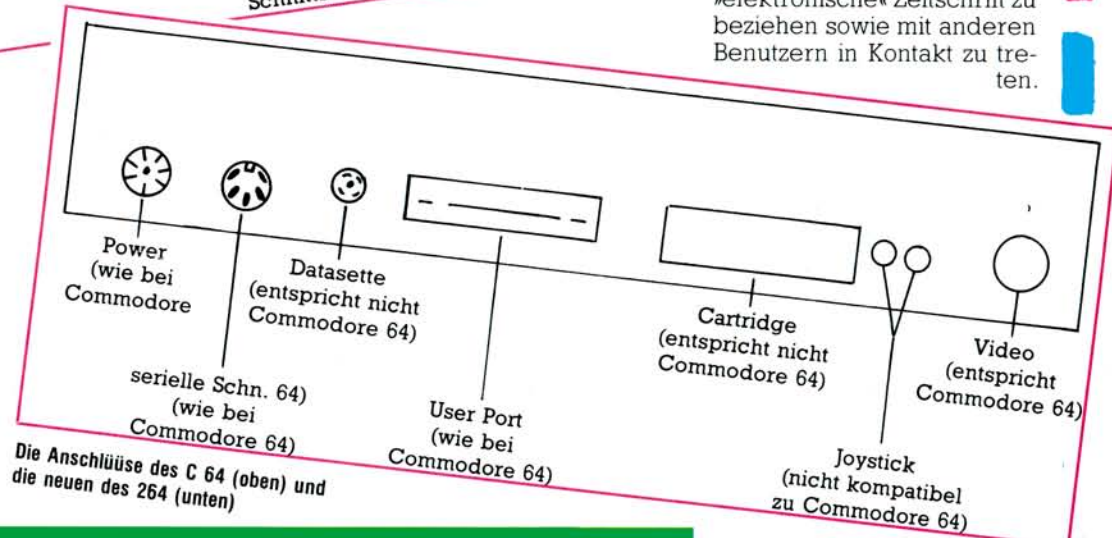 »elektronische« Zeitschrift zu
beziehen sowie mit anderen
Benutzern in Kontakt zu tre-
ten.
Power
(wie bei
Commodore
serielle Schn. 64)
(wie bei
Commodore 64)
Datasette
(entspricht nicht
Commodore 64)
User Port
(wie bei
Commodore 64)
Cartridge
(entspricht nicht
Commodore 64)
Joystick
(nicht kompatibel
zu Commodore 64)
Video
(entspricht
Commodore 64)
Die Anschlüüse des C 64 (oben) und
die neuen des 264 (unten)